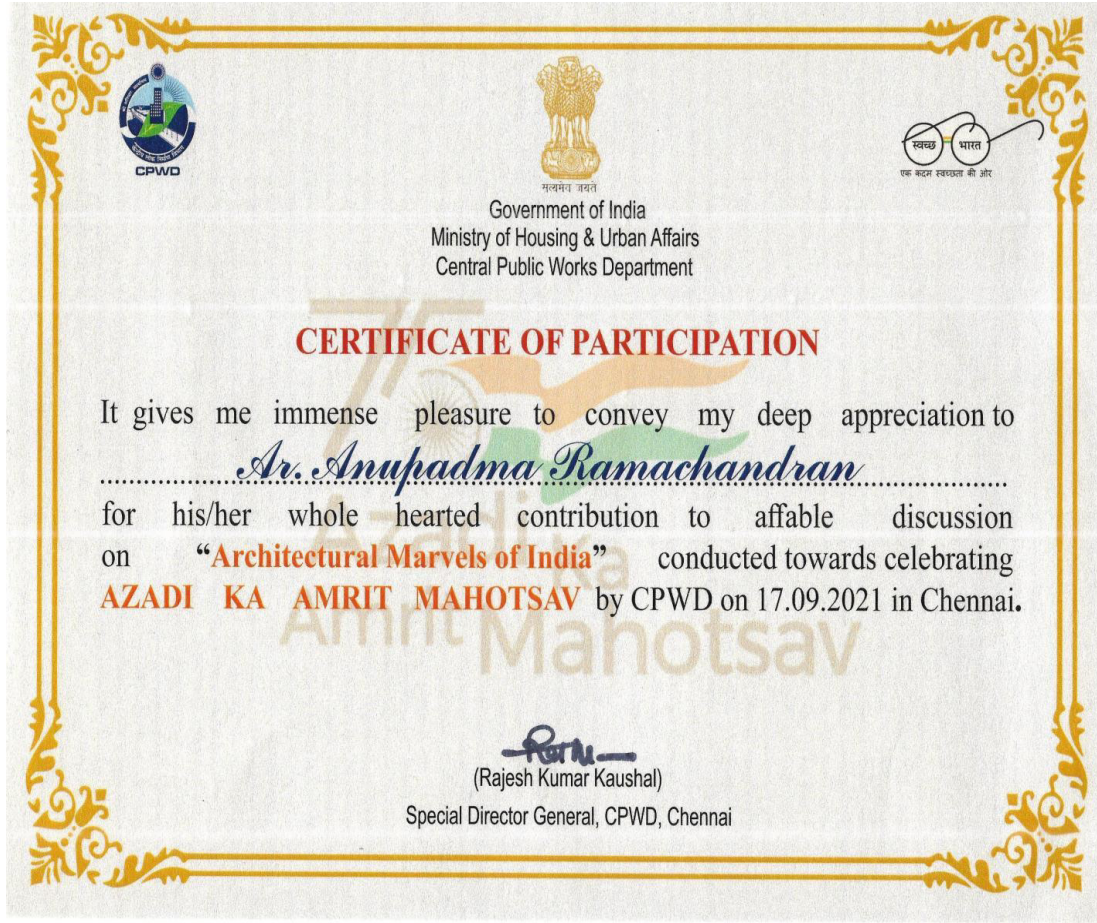 केन्द्रीय लोक निर्माण विभाग
CPWD
सत्यमेव जयते
स्वच्छ भारत
एक कदम स्वच्छता की ओर
Government of India
Ministry of Housing & Urban Affairs
Central Public Works Department
75
CERTIFICATE OF PARTICIPATION
It gives me immense pleasure to convey my deep appreciation to
Ar. Anupadma Ramachandran
for his/her whole hearted contribution to affable discussion
on “Architectural Marvels of India” conducted towards celebrating
AZADI KA AMRIT MAHOTSAV by CPWD on 17.09.2021 in Chennai.
Azadi Ka
Amrit Mahotsav
(Rajesh Kumar Kaushal)
Special Director General, CPWD, Chennai